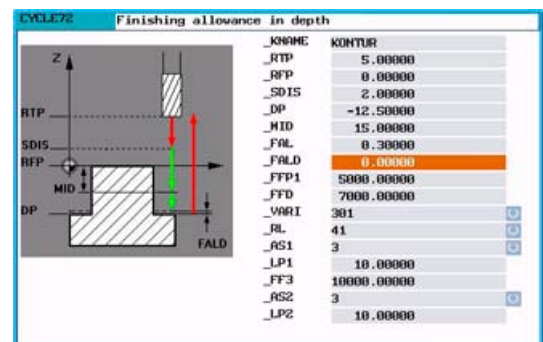 CYCLE72 Finishing allowance in depth
Z
RTP
SDIS
RFP
MID
DP
FALD
_KNAME KONTUR
_RTP 5.00000
_RFP 0.00000
_SDIS 2.00000
_DP -12.50000
_MID 15.00000
_FAL 0.30000
_FALD 0.00000
_FFP1 5000.00000
_FFD 7000.00000
_VARI 301
_RL 41
_AS1 3
_LP1 10.00000
_FF3 10000.00000
_AS2 3
_LP2 10.00000